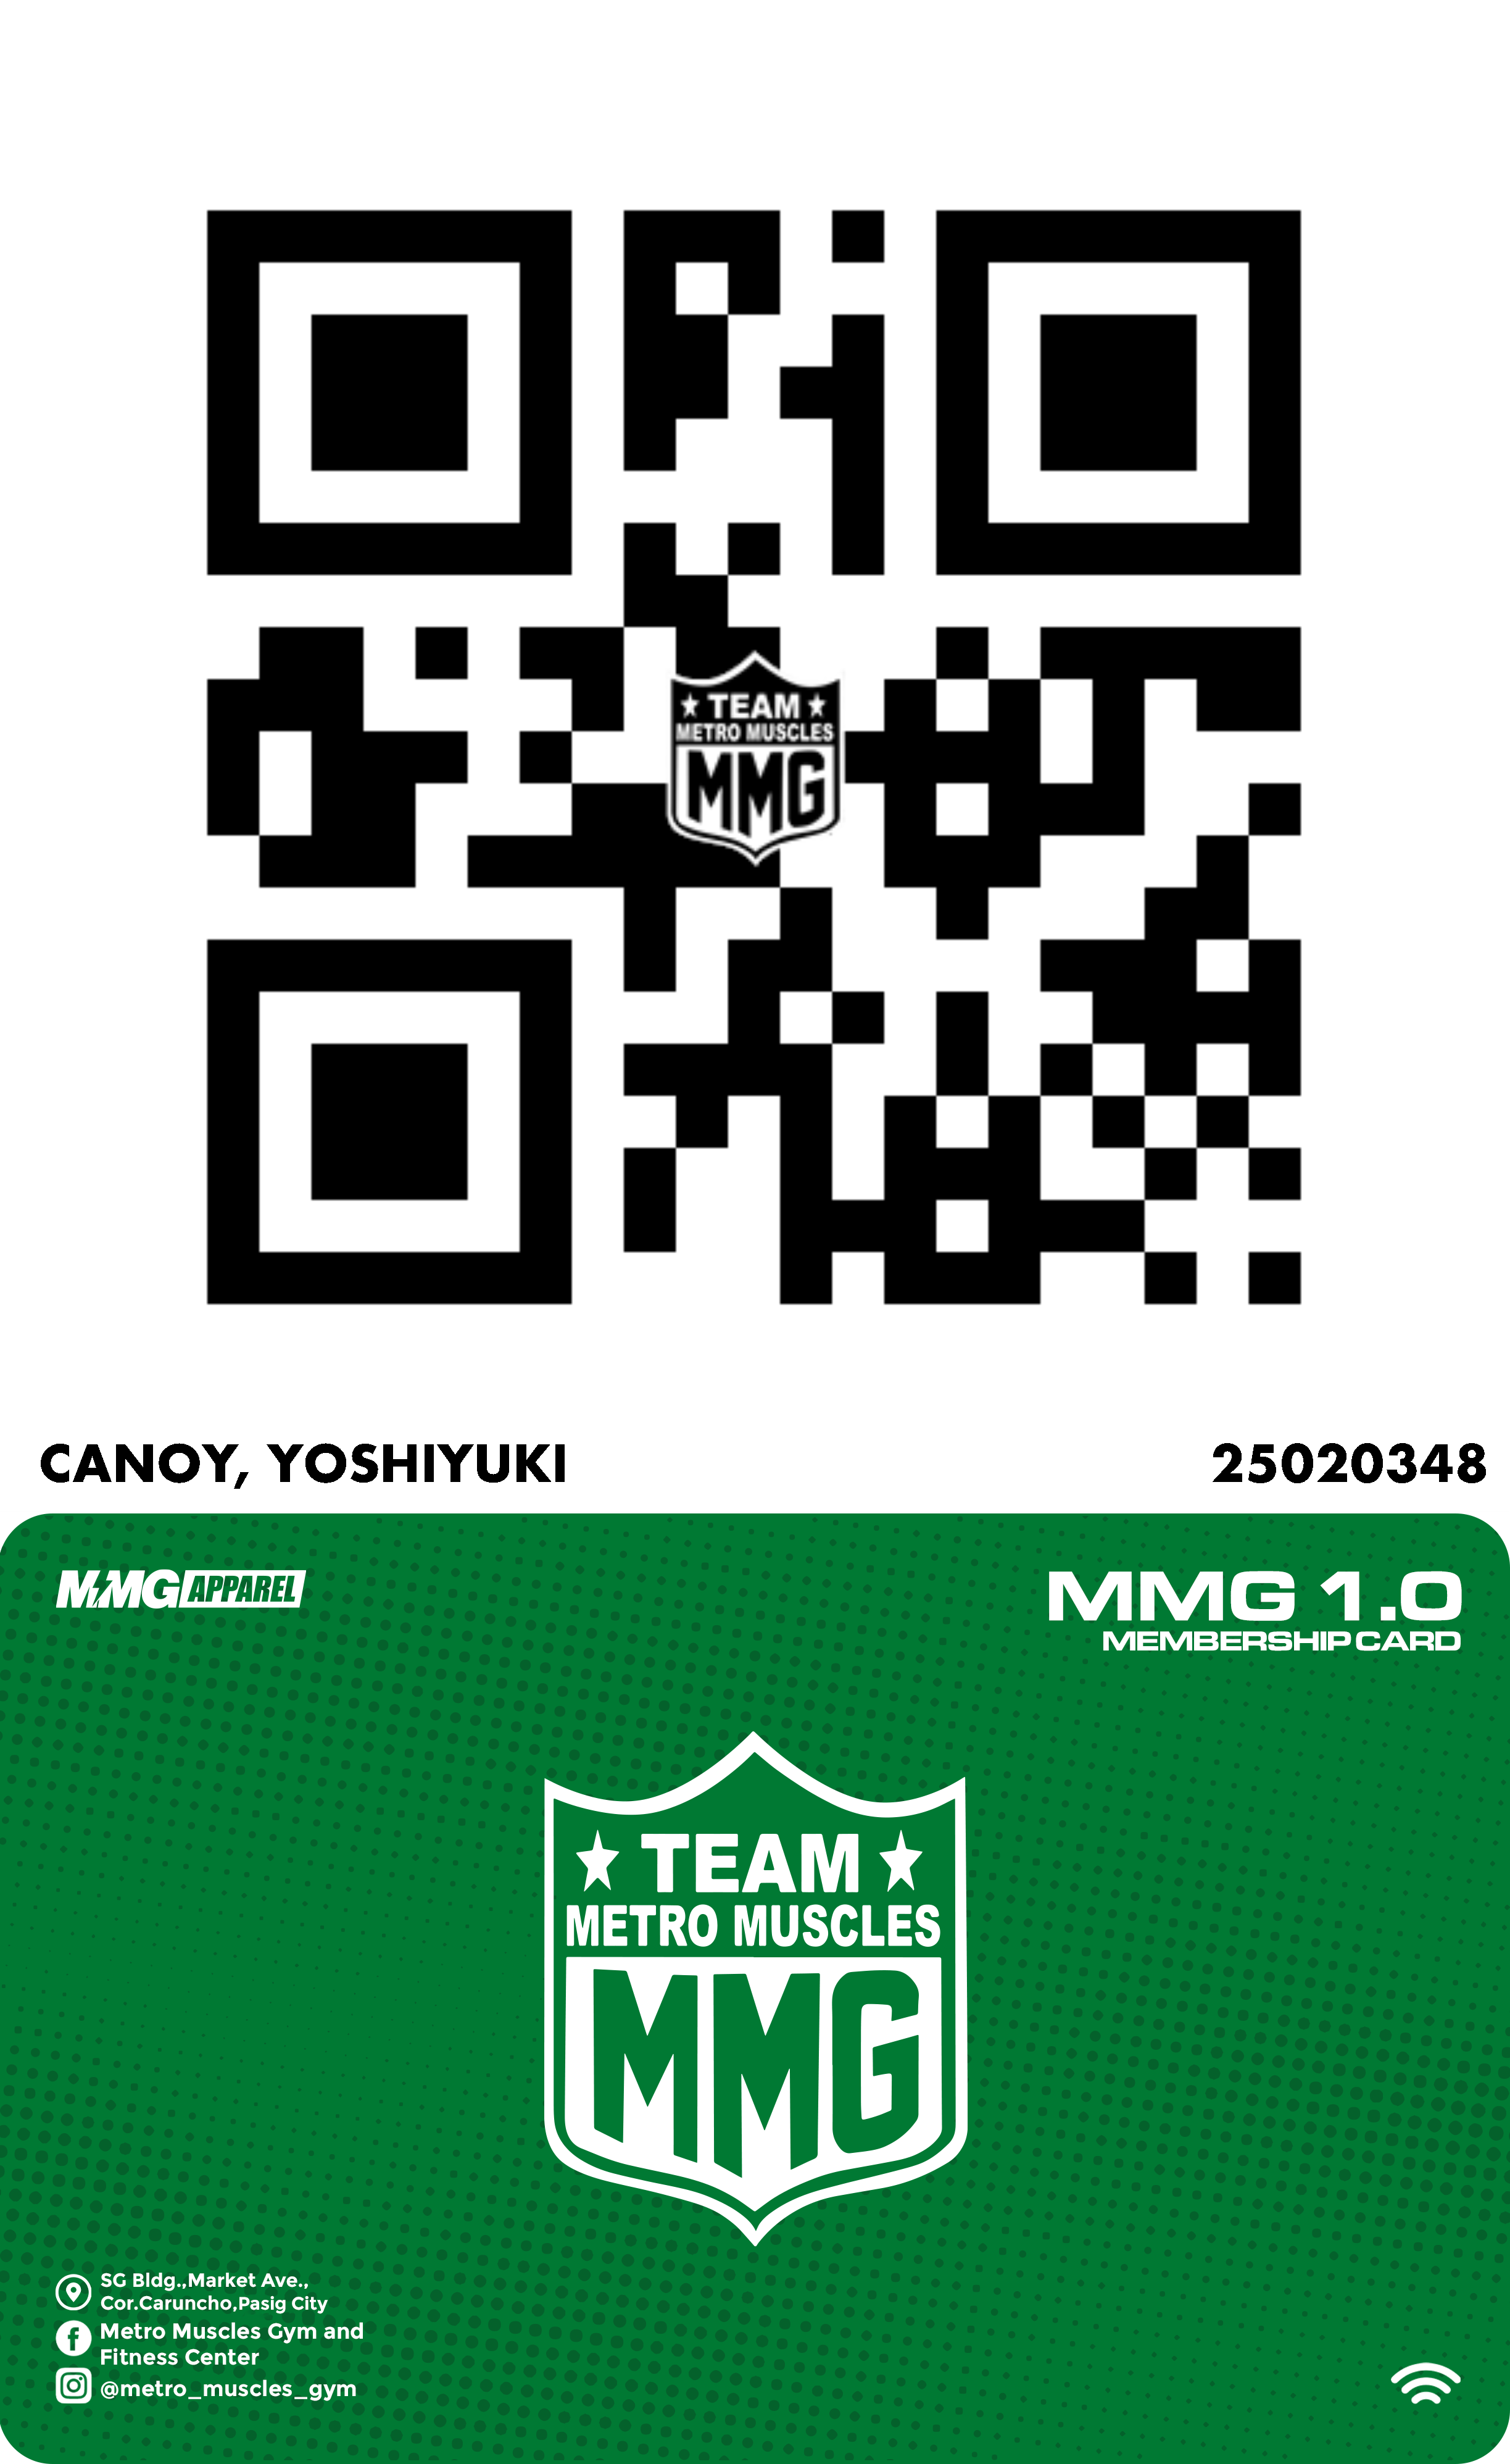 ★ TEAM ★
METRO MUSCLES
MMG
CANOY, YOSHIYUKI
25020348
MMG APPAREL
MMG 1.0
MEMBERSHIP CARD
★ TEAM ★
METRO MUSCLES
MMG
SG Bldg.,Market Ave.,
Cor.Caruncho,Pasig City
Metro Muscles Gym and
Fitness Center
@metro_muscles_gym